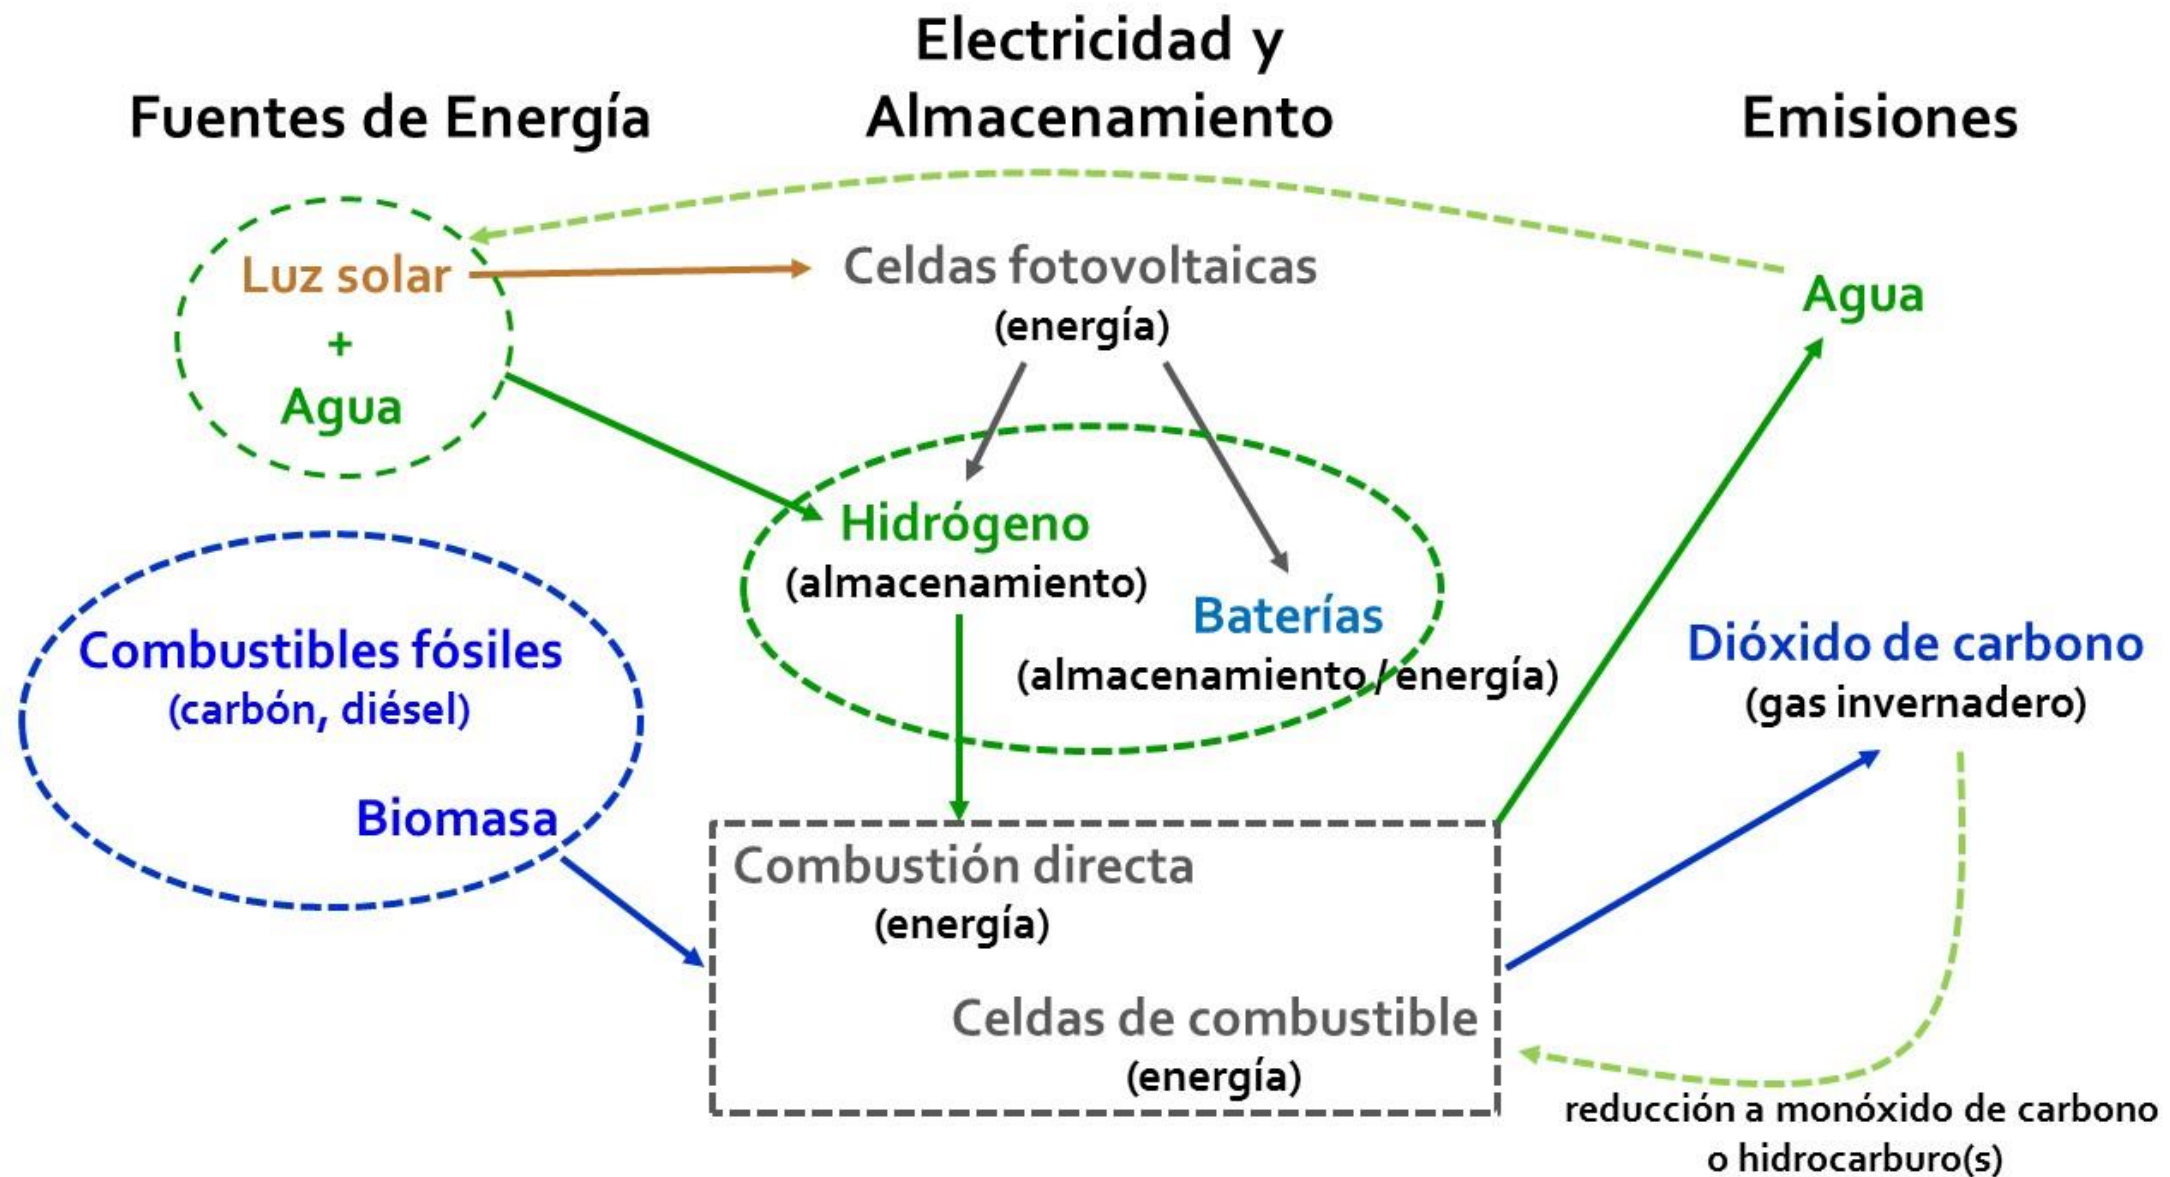 Fuentes de Energía
Electricidad y
Almacenamiento
Emisiones
Luz solar
+
Agua
Celdas fotovoltaicas
(energía)
Agua
Hidrógeno
(almacenamiento)
Baterías
(almacenamiento / energía)
Combustibles fósiles
(carbón, diésel)
Biomasa
Dióxido de carbono
(gas invernadero)
Combustión directa
(energía)
Celdas de combustible
(energía)
reducción a monóxido de carbono
o hidrocarburo(s)